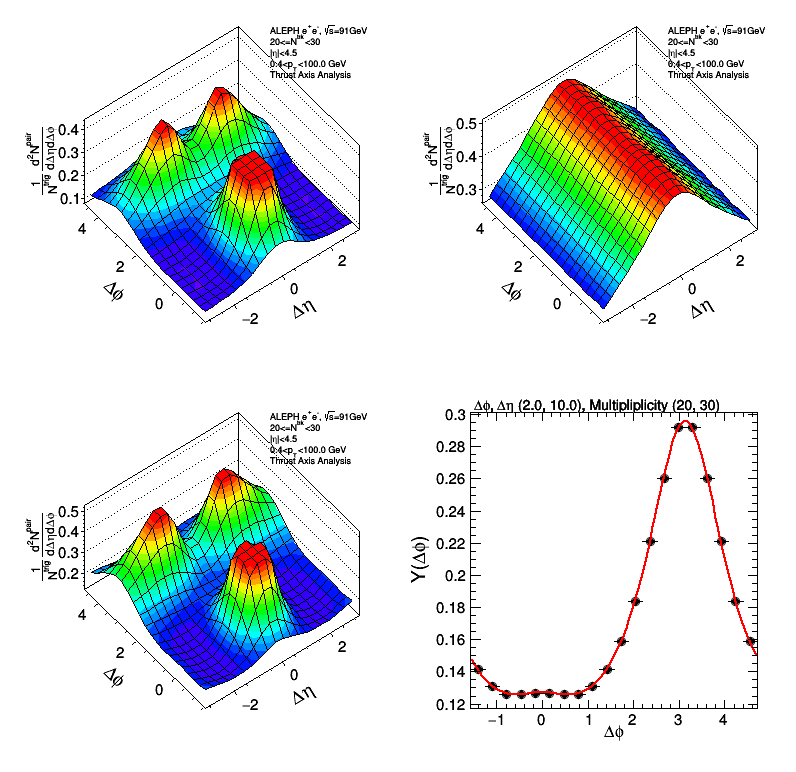 ALEPH e⁺e⁻, √s=91GeV
20<=N^trk<30
|η|<4.5
0.4<p_T<100.0 GeV
Thrust Axis Analysis
0.4
0.3
0.2
0.1
1/N^trig d²N^pair/dΔηdΔφ
4
2
0
Δφ
−2
0
2
Δη
ALEPH e⁺e⁻, √s=91GeV
20<=N^trk<30
|η|<4.5
0.4<p_T<100.0 GeV
Thrust Axis Analysis
0.5
0.4
0.3
1/N^trig d²N^pair/dΔηdΔφ
4
2
0
Δφ
−2
0
2
Δη
ALEPH e⁺e⁻, √s=91GeV
20<=N^trk<30
|η|<4.5
0.4<p_T<100.0 GeV
Thrust Axis Analysis
0.5
0.4
0.3
0.2
1/N^trig d²N^pair/dΔηdΔφ
4
2
0
Δφ
−2
0
2
Δη
Δφ, Δη (2.0, 10.0), Multipliplicity (20, 30)
0.3
0.28
0.26
0.24
0.22
0.2
0.18
0.16
0.14
0.12
Y(Δφ)
−1 0 1 2 3 4
Δφ